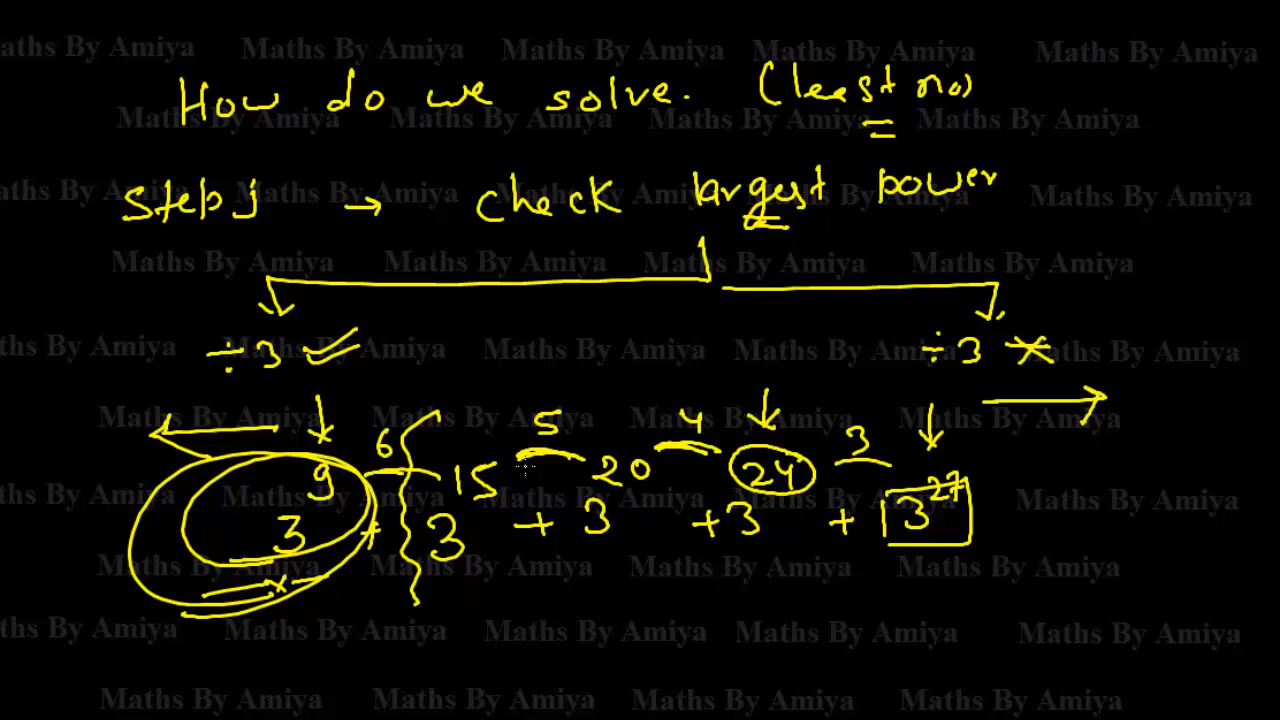 Maths By Amiya
How do we solve. (least no)
Step 1 → check largest power
÷3 ✓ ÷3 ×
6 5 4 3
3^9 + 3^15 + 3^20 + 3^24 + 3^27
×